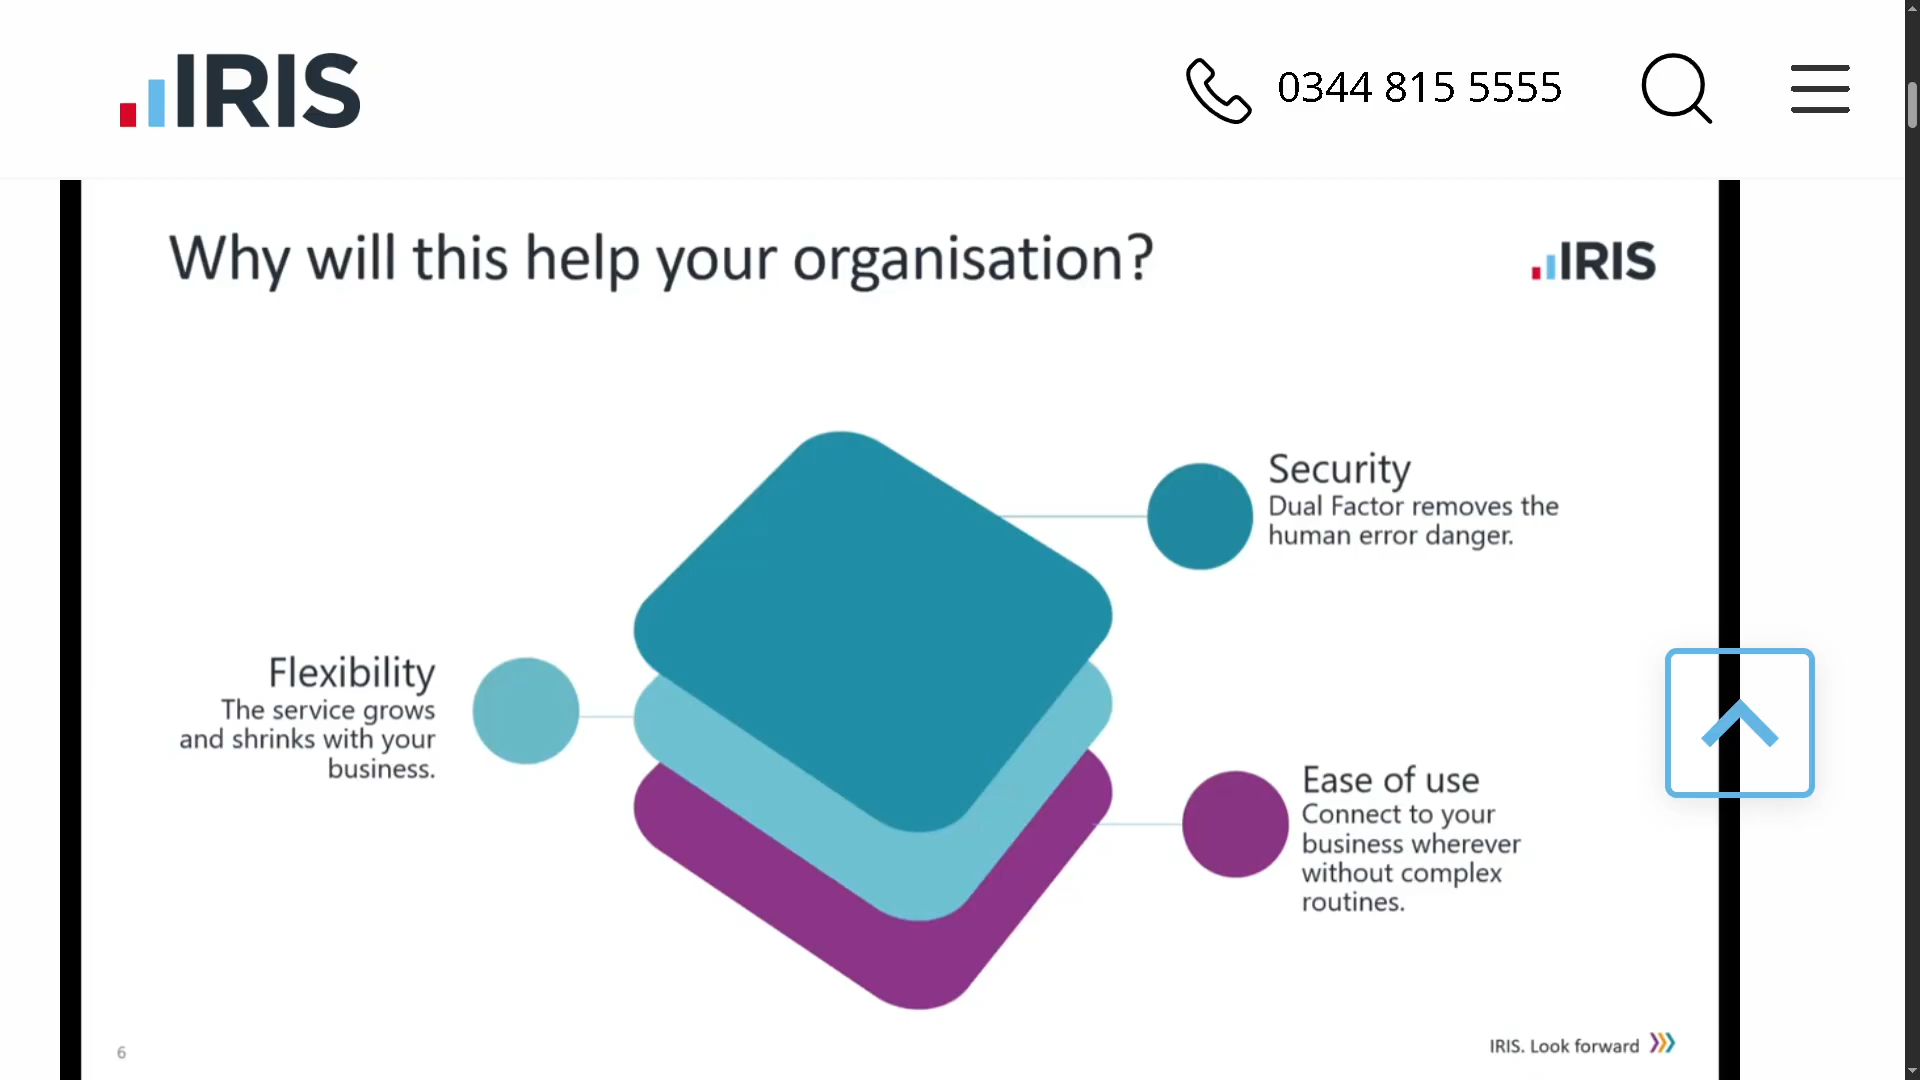 IRIS
0344 815 5555
Why will this help your organisation?
IRIS
Security
Dual Factor removes the
human error danger.
Flexibility
The service grows
and shrinks with your
business.
Ease of use
Connect to your
business wherever
without complex
routines.
6
IRIS. Look forward